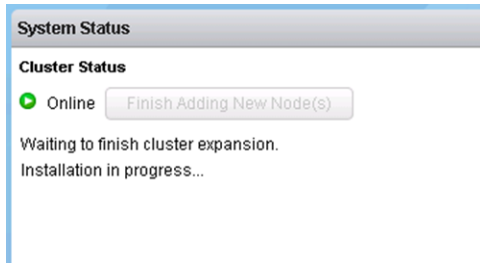 System Status
Cluster Status
Online Finish Adding New Node(s)
Waiting to finish cluster expansion.
Installation in progress...